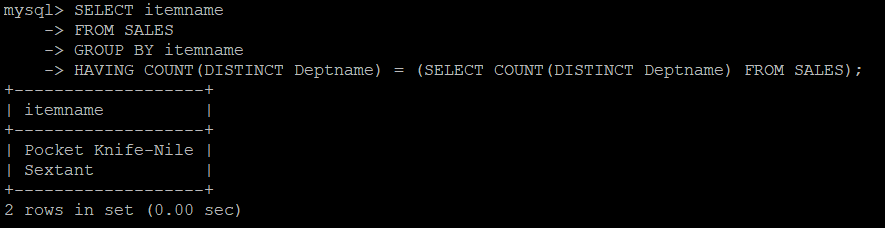 mysql> SELECT itemname
    -> FROM SALES
    -> GROUP BY itemname
    -> HAVING COUNT(DISTINCT Deptname) = (SELECT COUNT(DISTINCT Deptname) FROM SALES);
+-------------------+
| itemname          |
+-------------------+
| Pocket Knife-Nile |
| Sextant           |
+-------------------+
2 rows in set (0.00 sec)